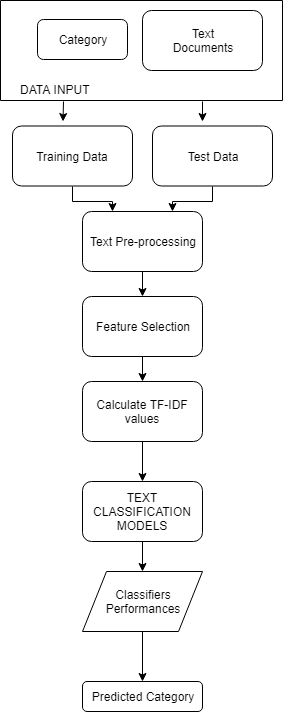 Category
Text
Documents
DATA INPUT
Training Data
Test Data
Text Pre-processing
Feature Selection
Calculate TF-IDF
values
TEXT
CLASSIFICATION
MODELS
Classifiers
Performances
Predicted Category